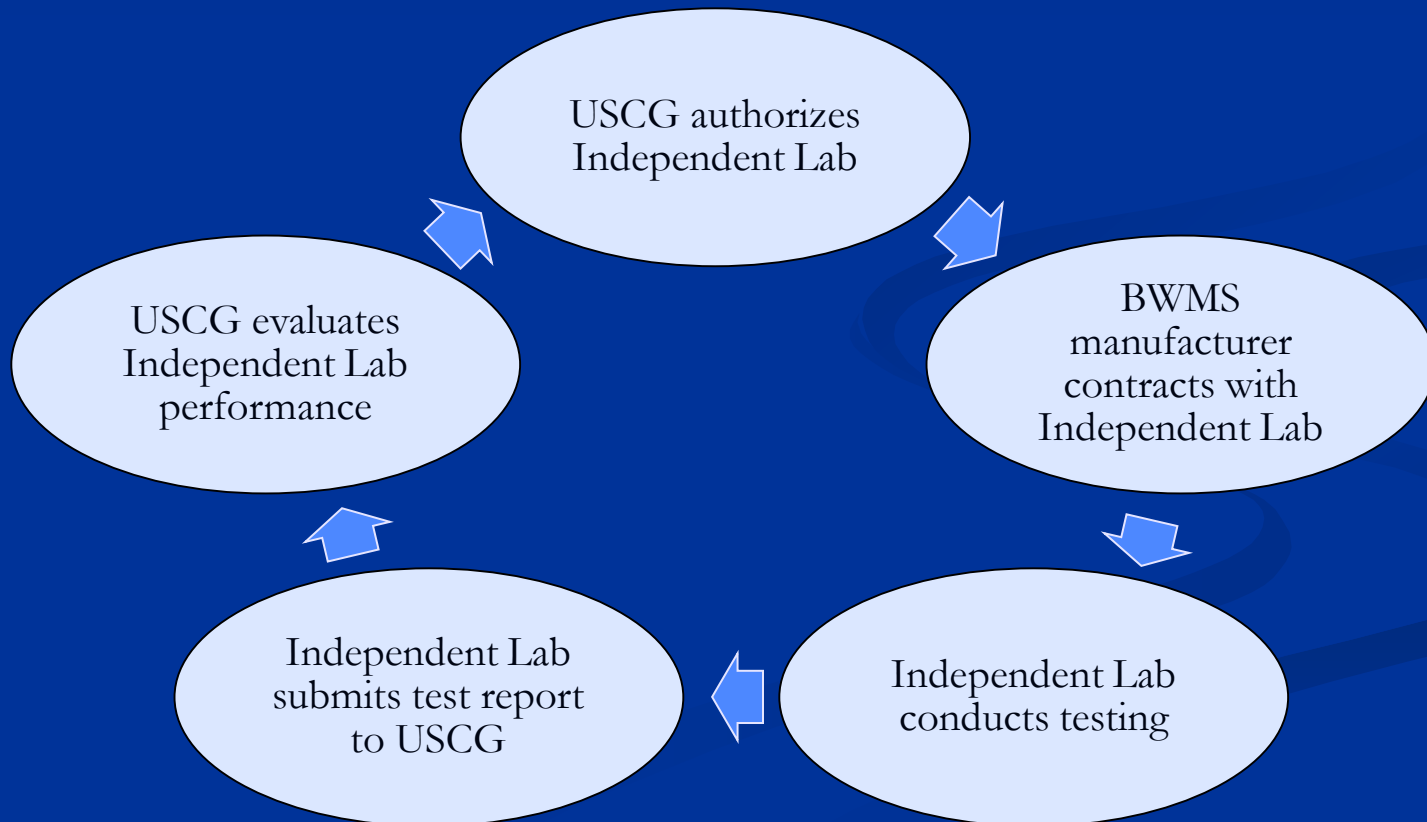 USCG authorizes
Independent Lab
BWMS
manufacturer
contracts with
Independent Lab
Independent Lab
conducts testing
Independent Lab
submits test report
to USCG
USCG evaluates
Independent Lab
performance